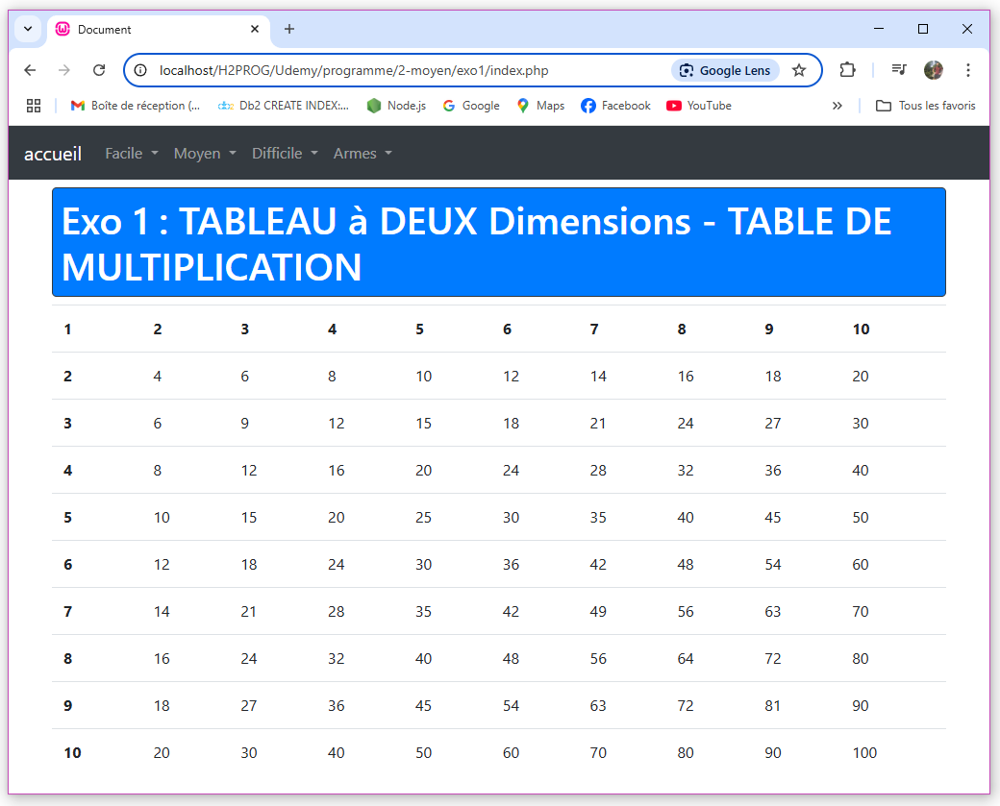 Document
localhost/H2PROG/Udemy/programme/2-moyen/exo1/index.php Google Lens
Boîte de réception (... Db2 CREATE INDEX:... Node.js Google Maps Facebook YouTube Tous les favoris
accueil Facile Moyen Difficile Armes
Exo 1 : TABLEAU à DEUX Dimensions - TABLE DE
MULTIPLICATION
1 2 3 4 5 6 7 8 9 10
2 4 6 8 10 12 14 16 18 20
3 6 9 12 15 18 21 24 27 30
4 8 12 16 20 24 28 32 36 40
5 10 15 20 25 30 35 40 45 50
6 12 18 24 30 36 42 48 54 60
7 14 21 28 35 42 49 56 63 70
8 16 24 32 40 48 56 64 72 80
9 18 27 36 45 54 63 72 81 90
10 20 30 40 50 60 70 80 90 100